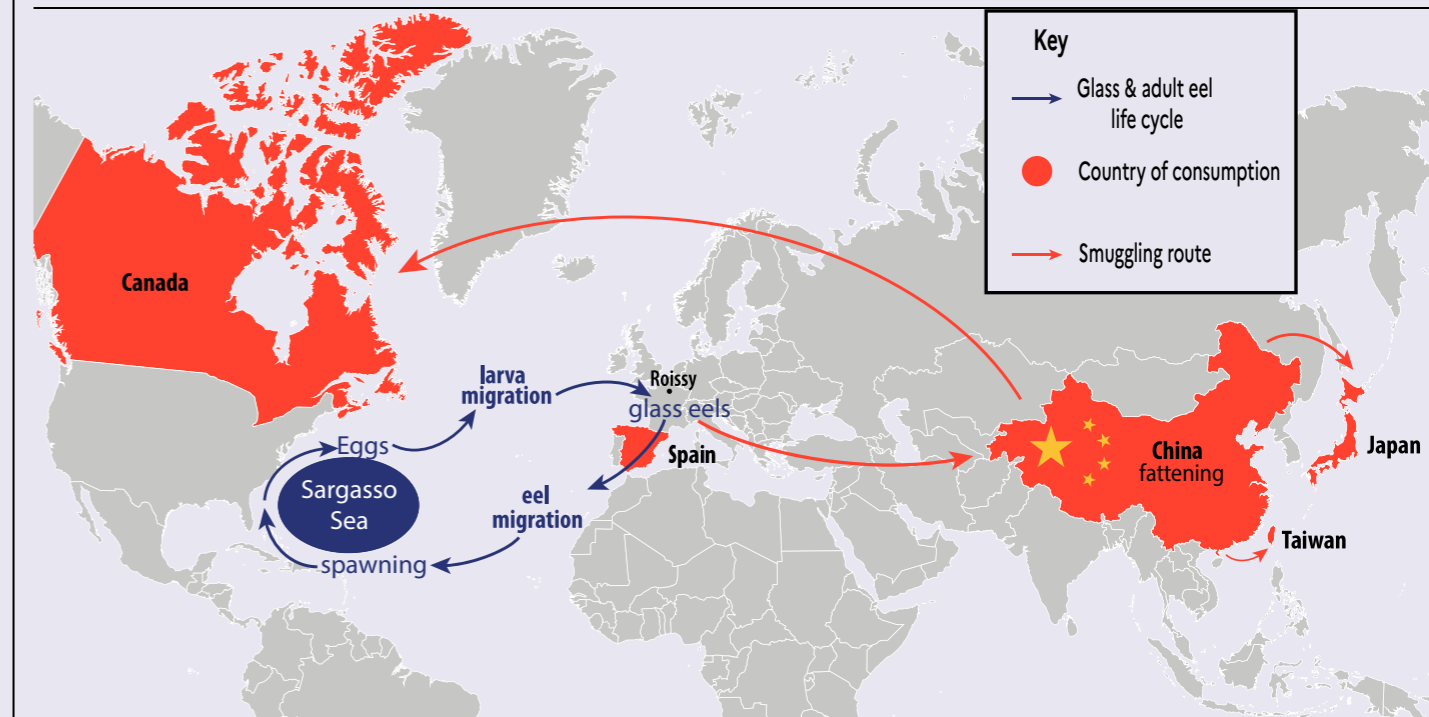 Key
Glass & adult eel
life cycle
Country of consumption
Smuggling route
Canada
larva
migration
Roissy
glass eels
Eggs
Spain
Sargasso
Sea
eel
migration
spawning
China
fattening
Japan
Taiwan